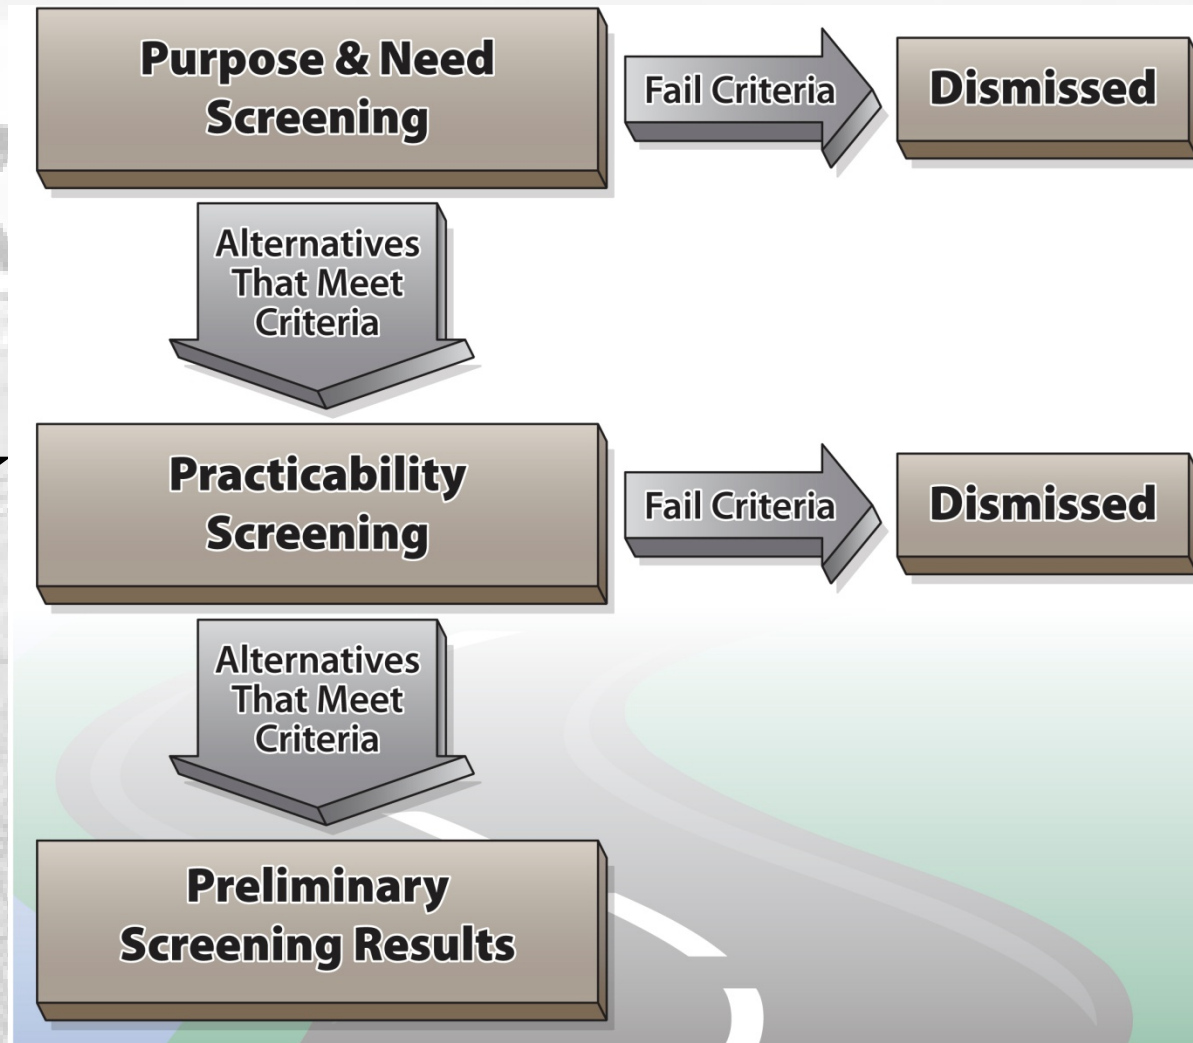 Purpose & Need
Screening
Fail Criteria
Dismissed
Alternatives
That Meet
Criteria
Practicability
Screening
Fail Criteria
Dismissed
Alternatives
That Meet
Criteria
Preliminary
Screening Results